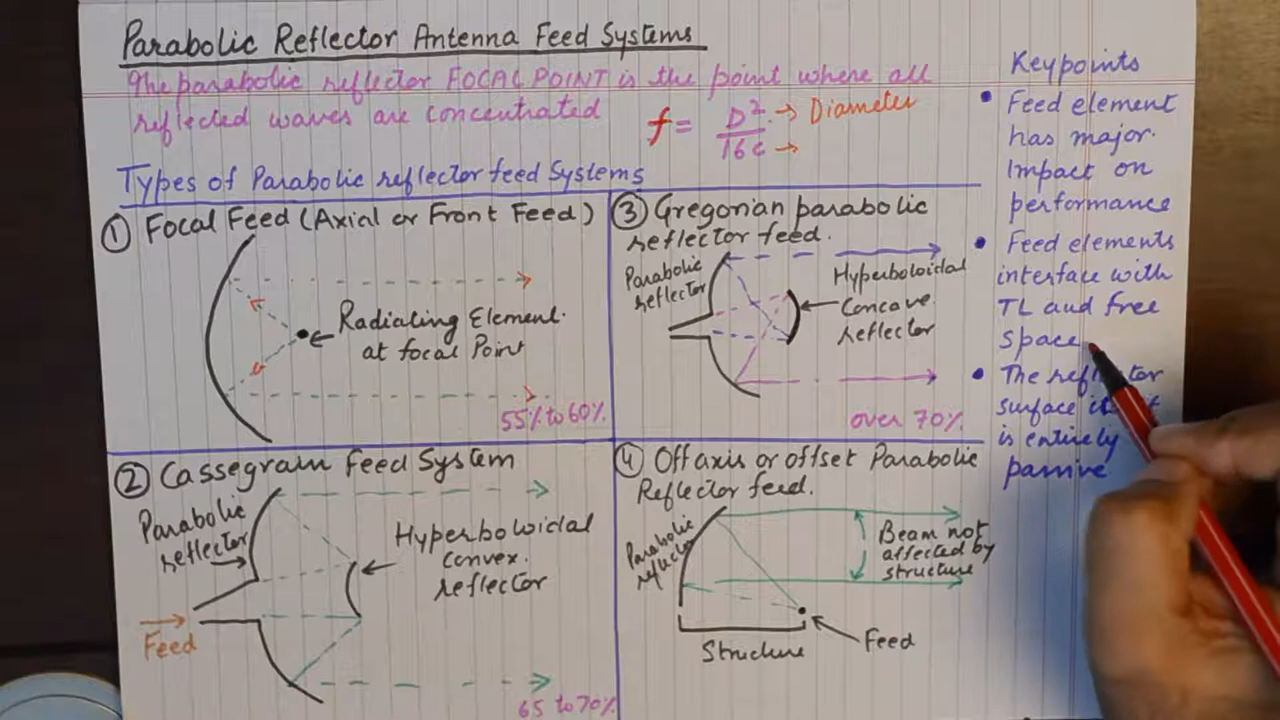 Parabolic Reflector Antenna Feed Systems
The parabolic reflector FOCAL POINT is the point where all
reflected waves are concentrated
f = D²/16c → Diameter
→
Types of Parabolic reflector feed Systems
① Focal Feed (Axial or Front Feed)
Radiating Element
at focal Point
55% to 60%
② Cassegrain Feed System
Parabolic
reflector
Hyperboloidal
convex
reflector
Feed
65 to 70%
③ Gregorian parabolic
reflector feed.
Parabolic
reflector
Hyperboloidal
Concave
reflector
over 70%
④ Off axis or offset Parabolic
Reflector feed.
Parabolic
reflector
Beam not
affected by
structure
Feed
Structure
Keypoints
• Feed element
has major
Impact on
performance
• Feed elements
interface with
TL and free
space
• The
surface
is entirely
passive